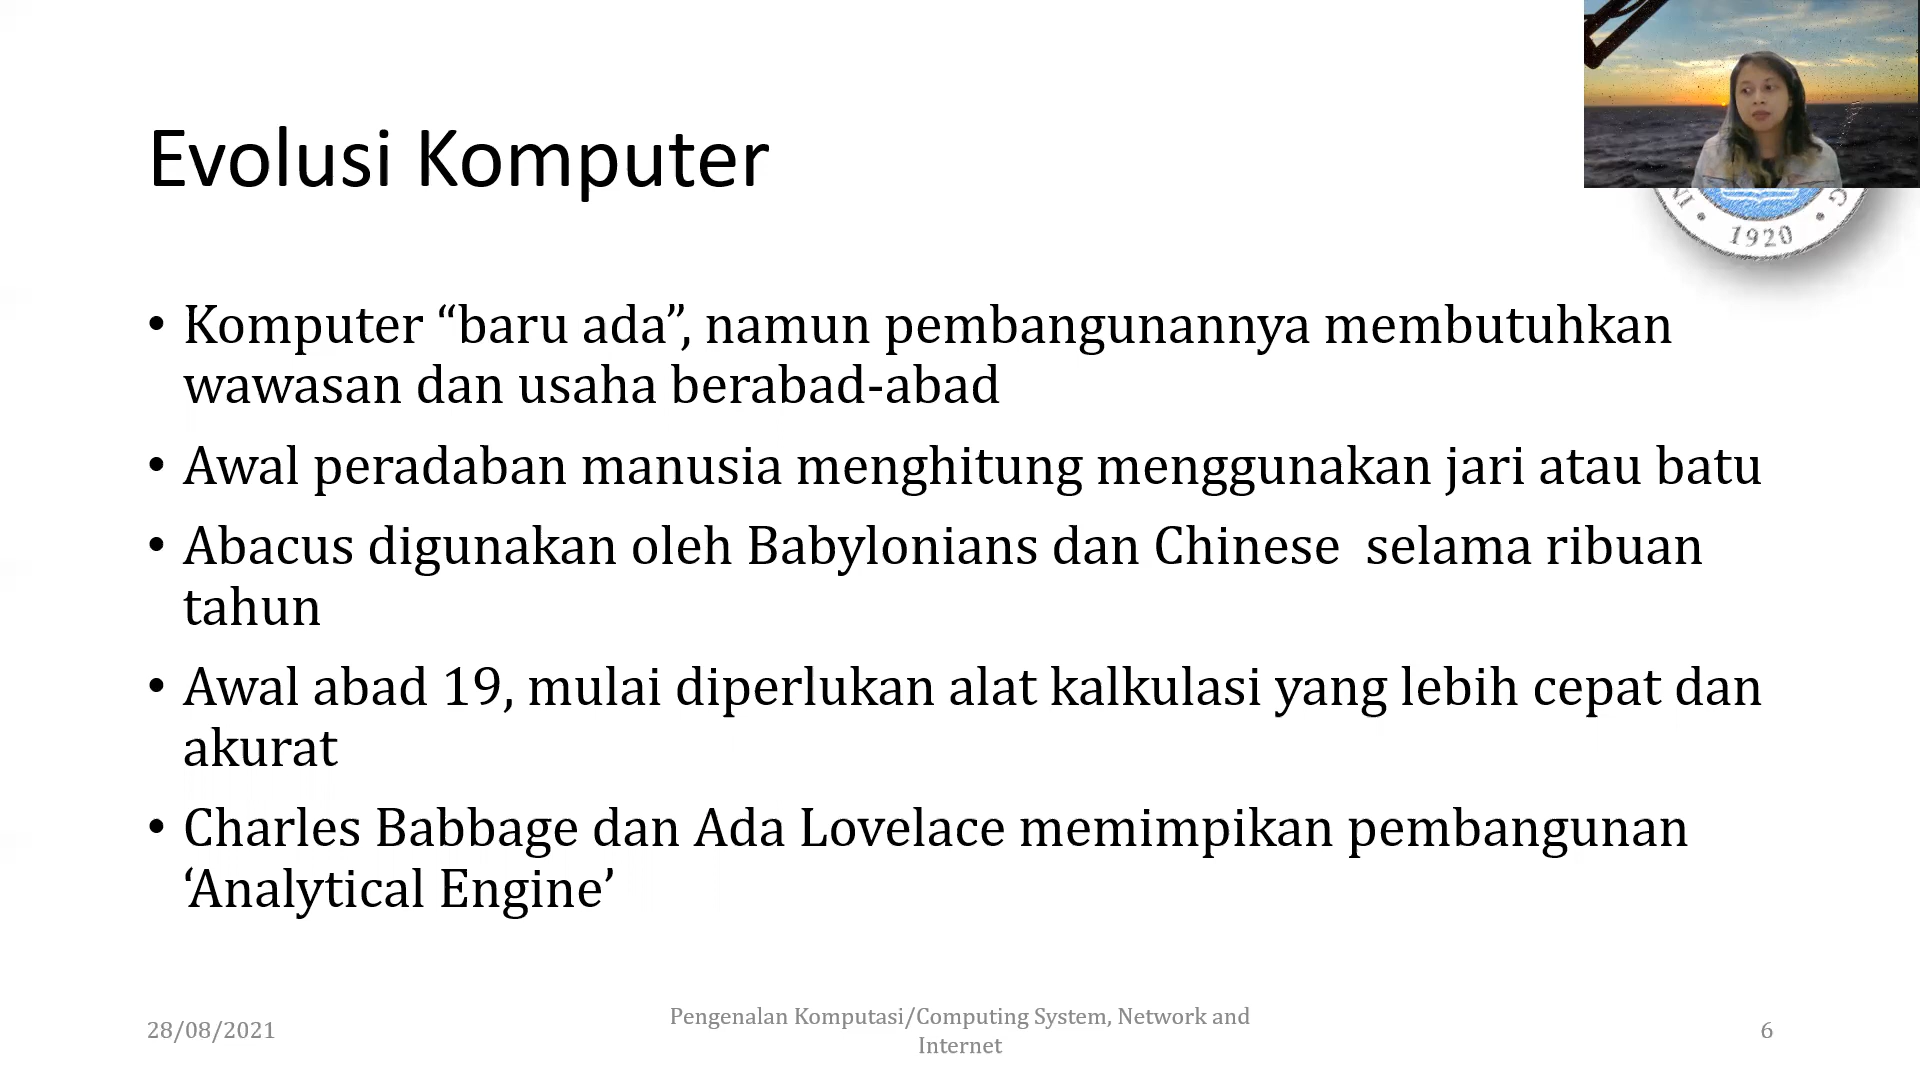 Evolusi Komputer
1920
• Komputer “baru ada”, namun pembangunannya membutuhkan
wawasan dan usaha berabad-abad
• Awal peradaban manusia menghitung menggunakan jari atau batu
• Abacus digunakan oleh Babylonians dan Chinese  selama ribuan
tahun
• Awal abad 19, mulai diperlukan alat kalkulasi yang lebih cepat dan
akurat
• Charles Babbage dan Ada Lovelace memimpikan pembangunan
‘Analytical Engine’
28/08/2021
Pengenalan Komputasi/Computing System, Network and
Internet
6